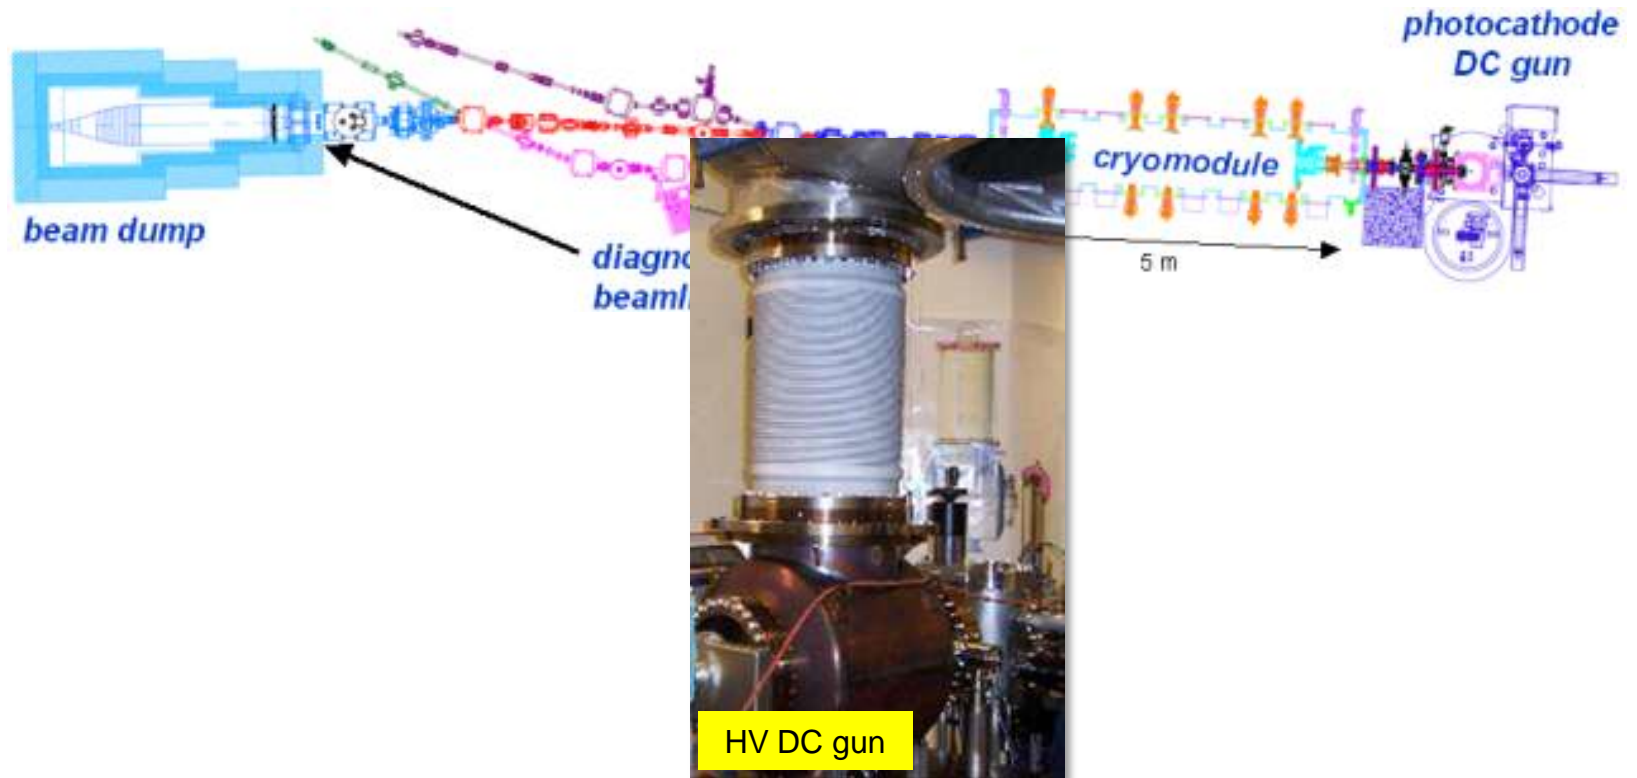 photocathode
DC gun
cryomodule
beam dump
5 m
HV DC gun